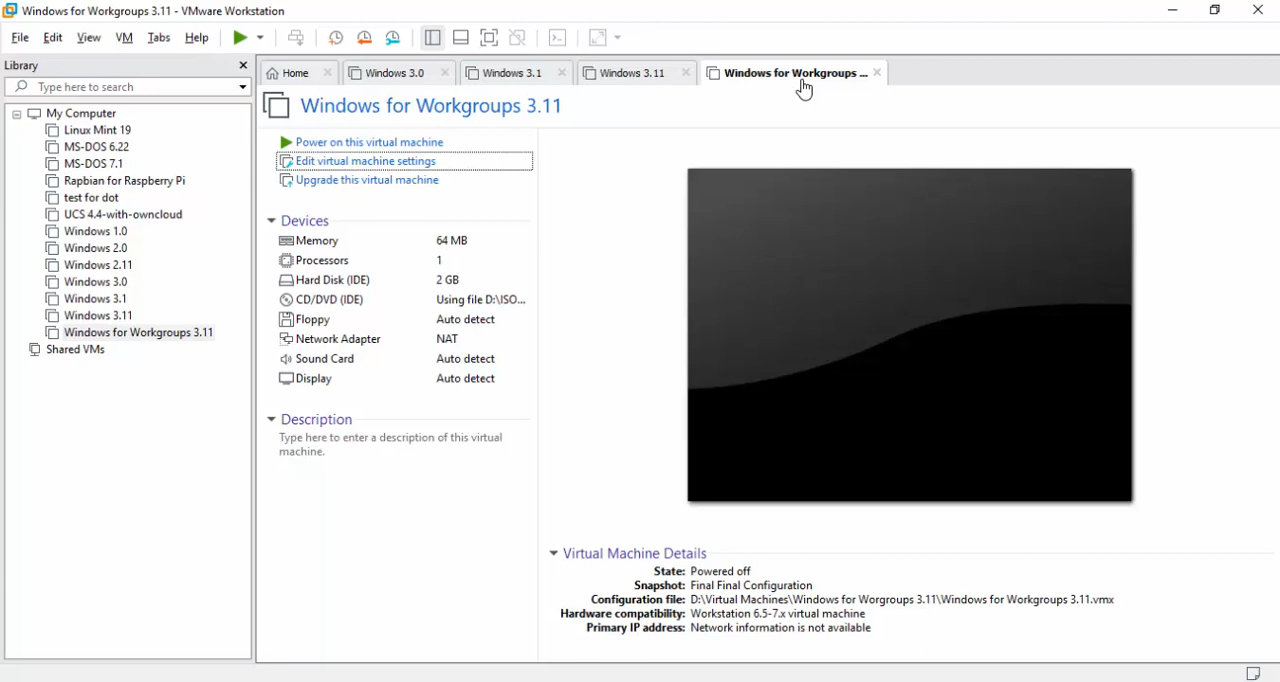 Windows for Workgroups 3.11 - VMware Workstation
File Edit View VM Tabs Help
Library
Type here to search
My Computer
Linux Mint 19
MS-DOS 6.22
MS-DOS 7.1
Rapbian for Raspberry Pi
test for dot
UCS 4.4-with-owncloud
Windows 1.0
Windows 2.0
Windows 2.11
Windows 3.0
Windows 3.1
Windows 3.11
Windows for Workgroups 3.11
Shared VMs
Home Windows 3.0 Windows 3.1 Windows 3.11 Windows for Workgroups ...
Windows for Workgroups 3.11
Power on this virtual machine
Edit virtual machine settings
Upgrade this virtual machine
Devices
Memory 64 MB
Processors 1
Hard Disk (IDE) 2 GB
CD/DVD (IDE) Using file D:\ISO...
Floppy Auto detect
Network Adapter NAT
Sound Card Auto detect
Display Auto detect
Description
Type here to enter a description of this virtual
machine.
Virtual Machine Details
State: Powered off
Snapshot: Final Final Configuration
Configuration file: D:\Virtual Machines\Windows for Worgroups 3.11\Windows for Workgroups 3.11.vmx
Hardware compatibility: Workstation 6.5-7.x virtual machine
Primary IP address: Network information is not available